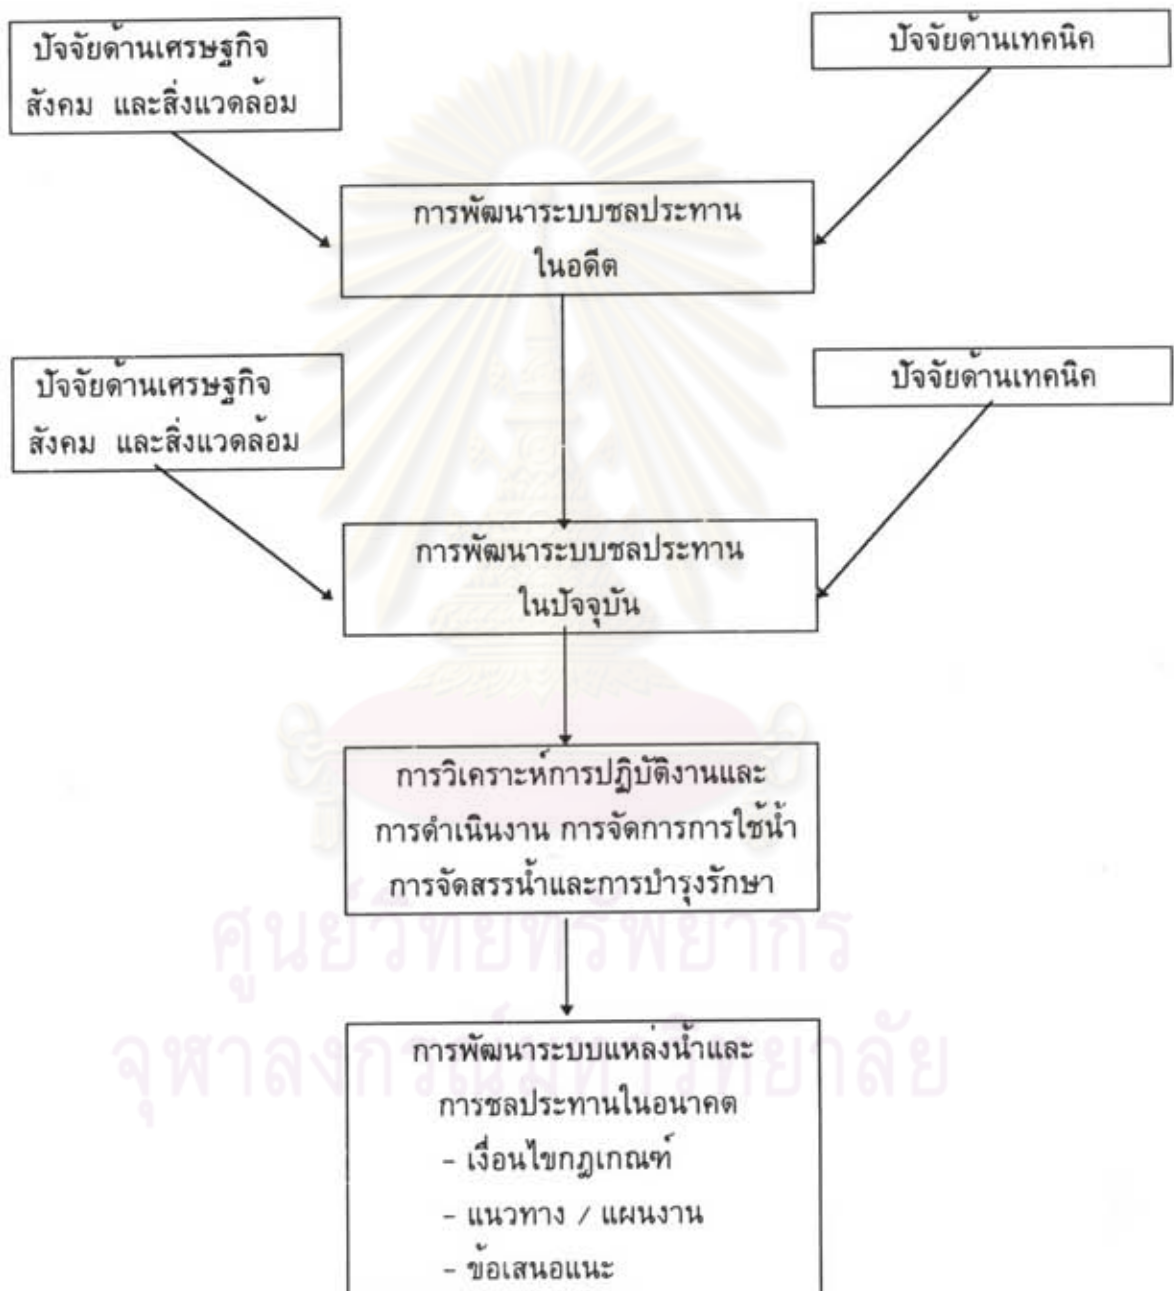 ปัจจัยด้านเศรษฐกิจ
สังคม และสิ่งแวดล้อม
ปัจจัยด้านเทคนิค
การพัฒนาระบบชลประทาน
ในอดีต
ปัจจัยด้านเศรษฐกิจ
สังคม และสิ่งแวดล้อม
ปัจจัยด้านเทคนิค
การพัฒนาระบบชลประทาน
ในปัจจุบัน
การวิเคราะห์การปฏิบัติงานและ
การดำเนินงาน การจัดการการใช้น้ำ
การจัดสรรน้ำและการบำรุงรักษา
ศูนย์วิทยทรัพยากร
จุฬาลงกรณ์มหาวิทยาลัย
การพัฒนาระบบแหล่งน้ำและ
การชลประทานในอนาคต
- เงื่อนไขกฎเกณฑ์
- แนวทาง / แผนงาน
- ข้อเสนอแนะ